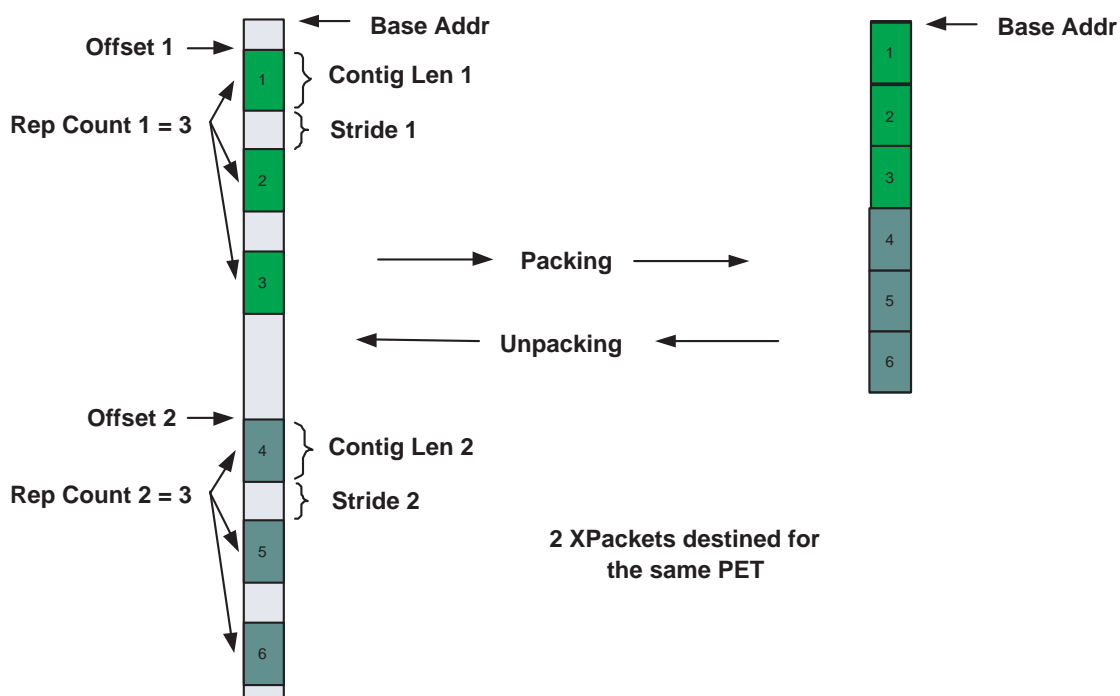 Base Addr
Offset 1
1
Contig Len 1
Rep Count 1 = 3
Stride 1
2
3
Offset 2
4
Contig Len 2
Rep Count 2 = 3
Stride 2
5
6
Packing
Unpacking
2 XPackets destined for
the same PET
Base Addr
1
2
3
4
5
6